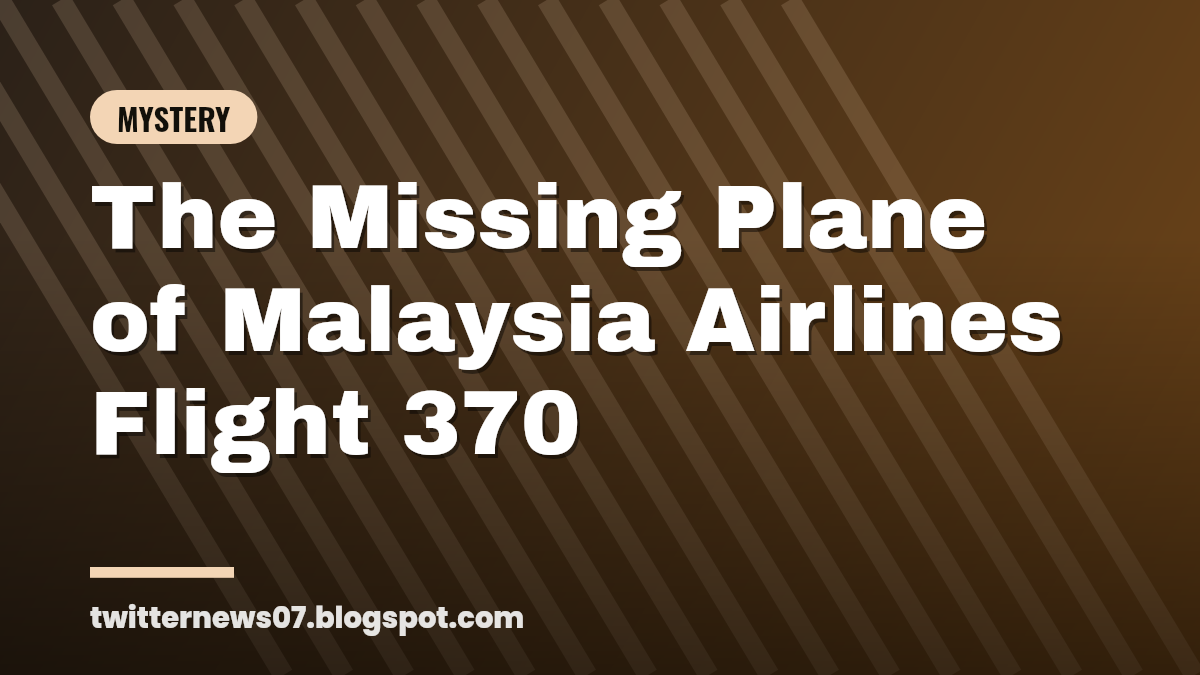 MYSTERY
The Missing Plane
of Malaysia Airlines
Flight 370
twitternews07.blogspot.com